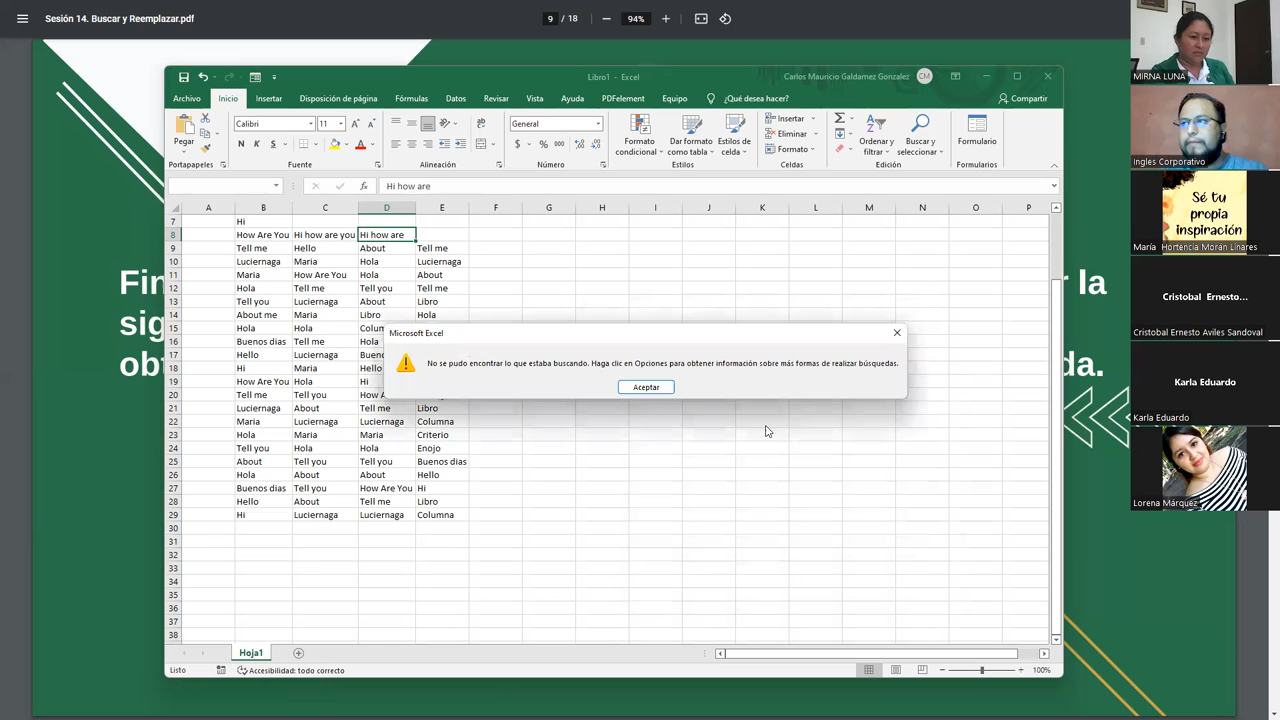 Sesión 14. Buscar y Reemplazar.pdf
9 / 18
94%
Libro1 - Excel
Carlos Mauricio Galdamez Gonzalez
CM
Archivo Inicio Insertar Disposición de página Fórmulas Datos Revisar Vista Ayuda PDFelement Equipo ¿Qué desea hacer? Compartir
Pegar
Calibri 11
N K S
General
Formato condicional
Dar formato como tabla
Estilos de celda
Insertar
Eliminar
Formato
Ordenar y filtrar
Buscar y seleccionar
Formulario
Portapapeles Fuente Alineación Número Estilos Celdas Edición Formularios
fx Hi how are
A B C D E F G H I J K L M N O P
7 Hi
8 How Are You Hi how are you Hi how are
9 Tell me Hello About Tell me
10 Luciernaga Maria Hola Luciernaga
11 Maria How Are You Hola About
12 Hola Tell me Tell you Tell me
13 Tell you Luciernaga About Libro
14 About me Maria Libro Hola
15 Hola Hola Colum
16 Buenos dias Tell me Hola
17 Hello Luciernaga Bueno
18 Hi Maria Hello
19 How Are You Hola Hi
20 Tell me Tell you How A
21 Luciernaga About Tell me Libro
22 Maria Luciernaga Luciernaga Columna
23 Hola Maria Maria Criterio
24 Tell you Hola Hola Enojo
25 About Tell you Tell you Buenos dias
26 Hola About About Hello
27 Buenos dias Tell you How Are You Hi
28 Hello About Tell me Libro
29 Hi Luciernaga Luciernaga Columna
30
31
32
33
34
35
36
37
38
Microsoft Excel
No se pudo encontrar lo que estaba buscando. Haga clic en Opciones para obtener información sobre más formas de realizar búsquedas.
Aceptar
Hoja1
Listo
Accesibilidad: todo correcto
100%
Fin
r la
sig
obt
da.
MIRNA LUNA
Ingles Corporativo
Sé tu
propia
inspiración
María Hortencia Morán Linares
Cristobal Ernesto...
Cristobal Ernesto Aviles Sandoval
Karla Eduardo
Karla Eduardo
Lorena Márquez